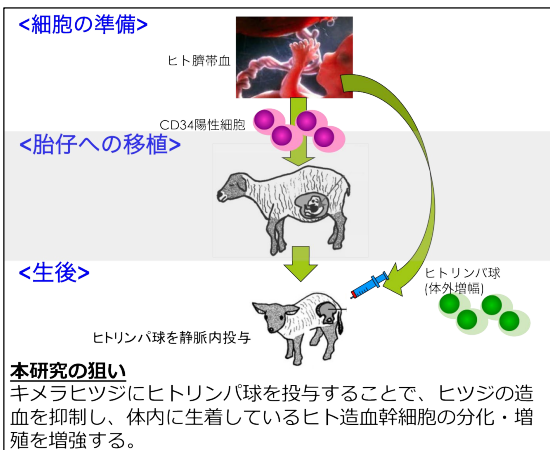 <細胞の準備>
ヒト臍帯血
CD34陽性細胞
<胎仔への移植>
<生後>
ヒトリンパ球
(体外増幅)
ヒトリンパ球を静脈内投与
本研究の狙い
キメラヒツジにヒトリンパ球を投与することで、ヒツジの造
血を抑制し、体内に生着しているヒト造血幹細胞の分化・増
殖を増強する。